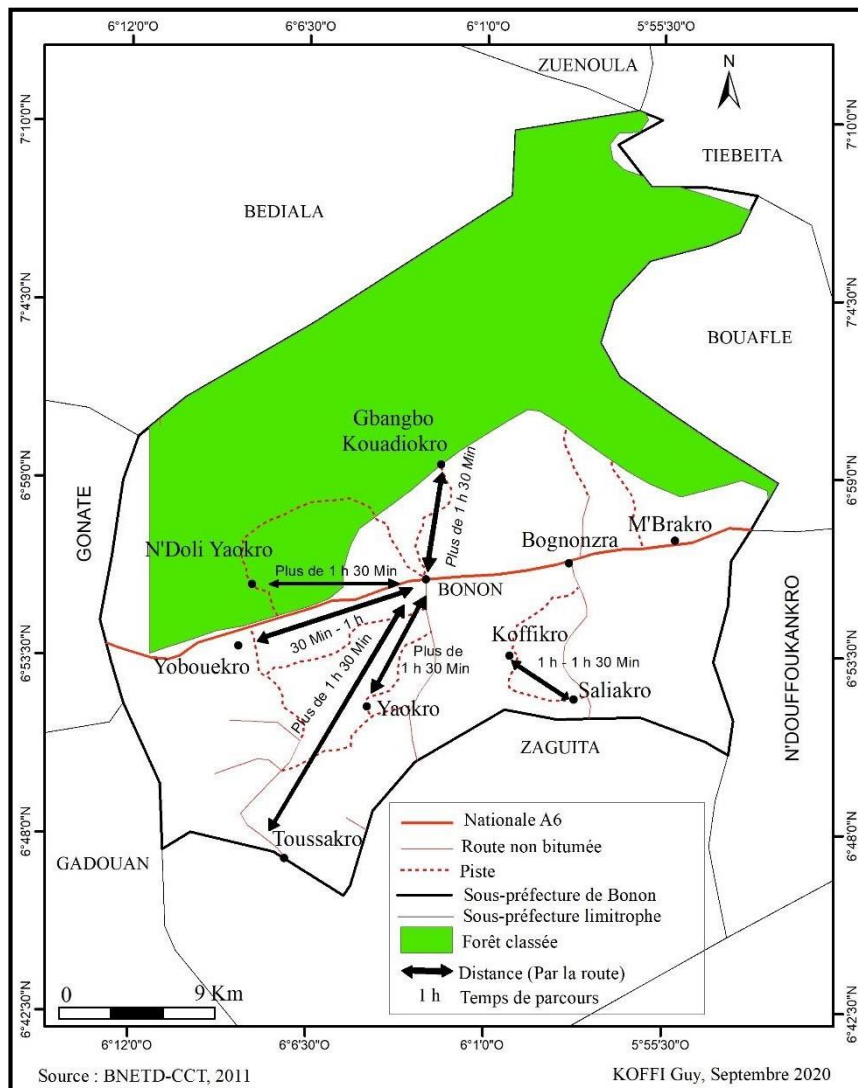 6°12'0"O
6°6'30"O
6°1'0"O
5°55'30"O
ZUENOULA
N
7°10'0"N
7°10'0"N
TIEBEITA
BEDIALA
7°4'30"N
7°4'30"N
BOUAFLE
Gbangbo
Kouadiokro
6°59'0"N
6°59'0"N
Plus de 1 h 30 Min
GONATE
N'Doli Yaokro
Plus de 1 h 30 Min
Bognonzra
M'Brakro
BONON
30 Min - 1h
Yobouekro
6°53'30"N
6°53'30"N
Plus de 1 h 30 Min
Plus de
1 h 30 Min
Koffikro
1h - 1h 30 Min
Saliakro
Yaokro
ZAGUITA
N'DOUFFOUKANKRO
6°48'0"N
6°48'0"N
Toussakro
GADOUAN
Nationale A6
Route non bitumée
Piste
Sous-préfecture de Bonon
Sous-préfecture limitrophe
Forêt classée
Distance (Par la route)
1 h Temps de parcours
0 9 Km
6°42'30"N
6°42'30"N
6°12'0"O
6°6'30"O
6°1'0"O
5°55'30"O
Source : BNETD-CCT, 2011
KOFFI Guy, Septembre 2020